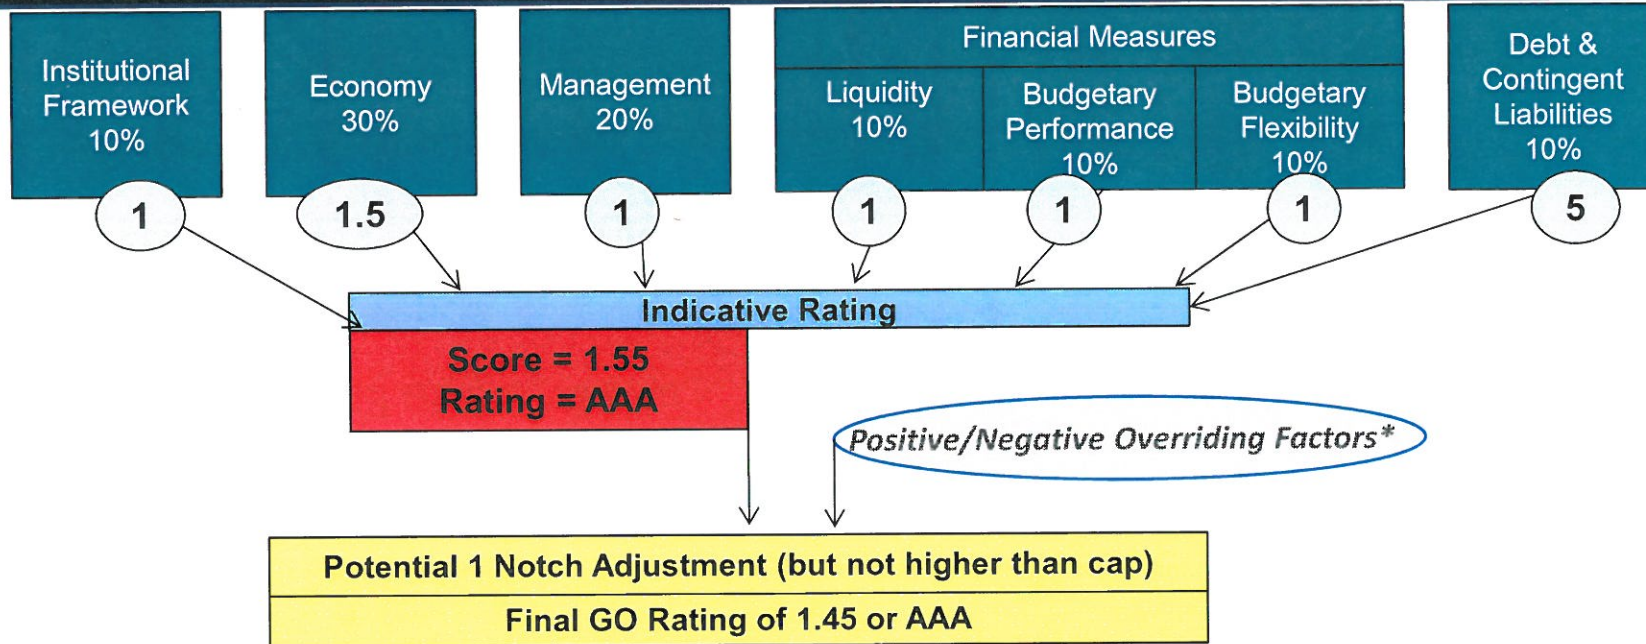 Institutional
Framework
10%
Economy
30%
Management
20%
Financial Measures
Liquidity
10%
Budgetary
Performance
10%
Budgetary
Flexibility
10%
Debt &
Contingent
Liabilities
10%
1
1.5
1
1
1
1
5
Indicative Rating
Score = 1.55
Rating = AAA
Positive/Negative Overriding Factors*
Potential 1 Notch Adjustment (but not higher than cap)
Final GO Rating of 1.45 or AAA